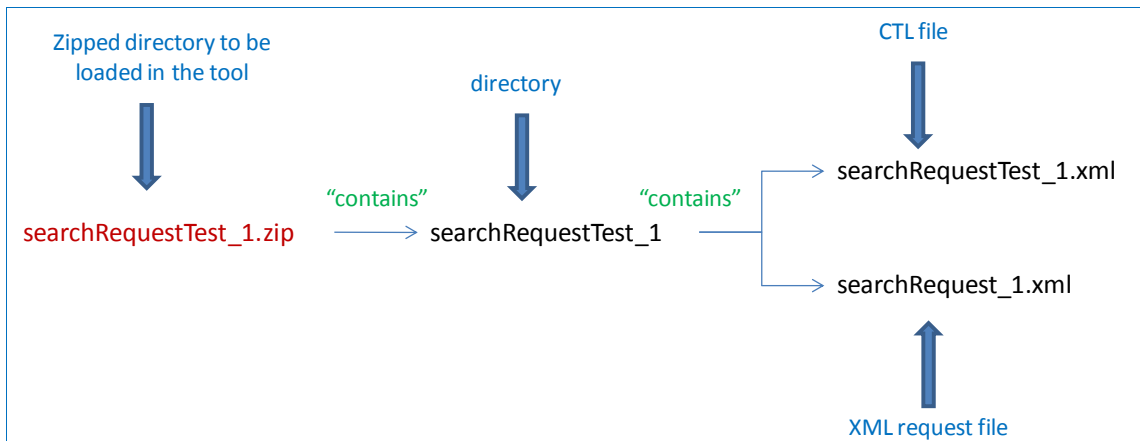 Zipped directory to be
loaded in the tool
directory
CTL file
searchRequestTest_1.zip
“contains”
searchRequestTest_1
“contains”
searchRequestTest_1.xml
searchRequest_1.xml
XML request file